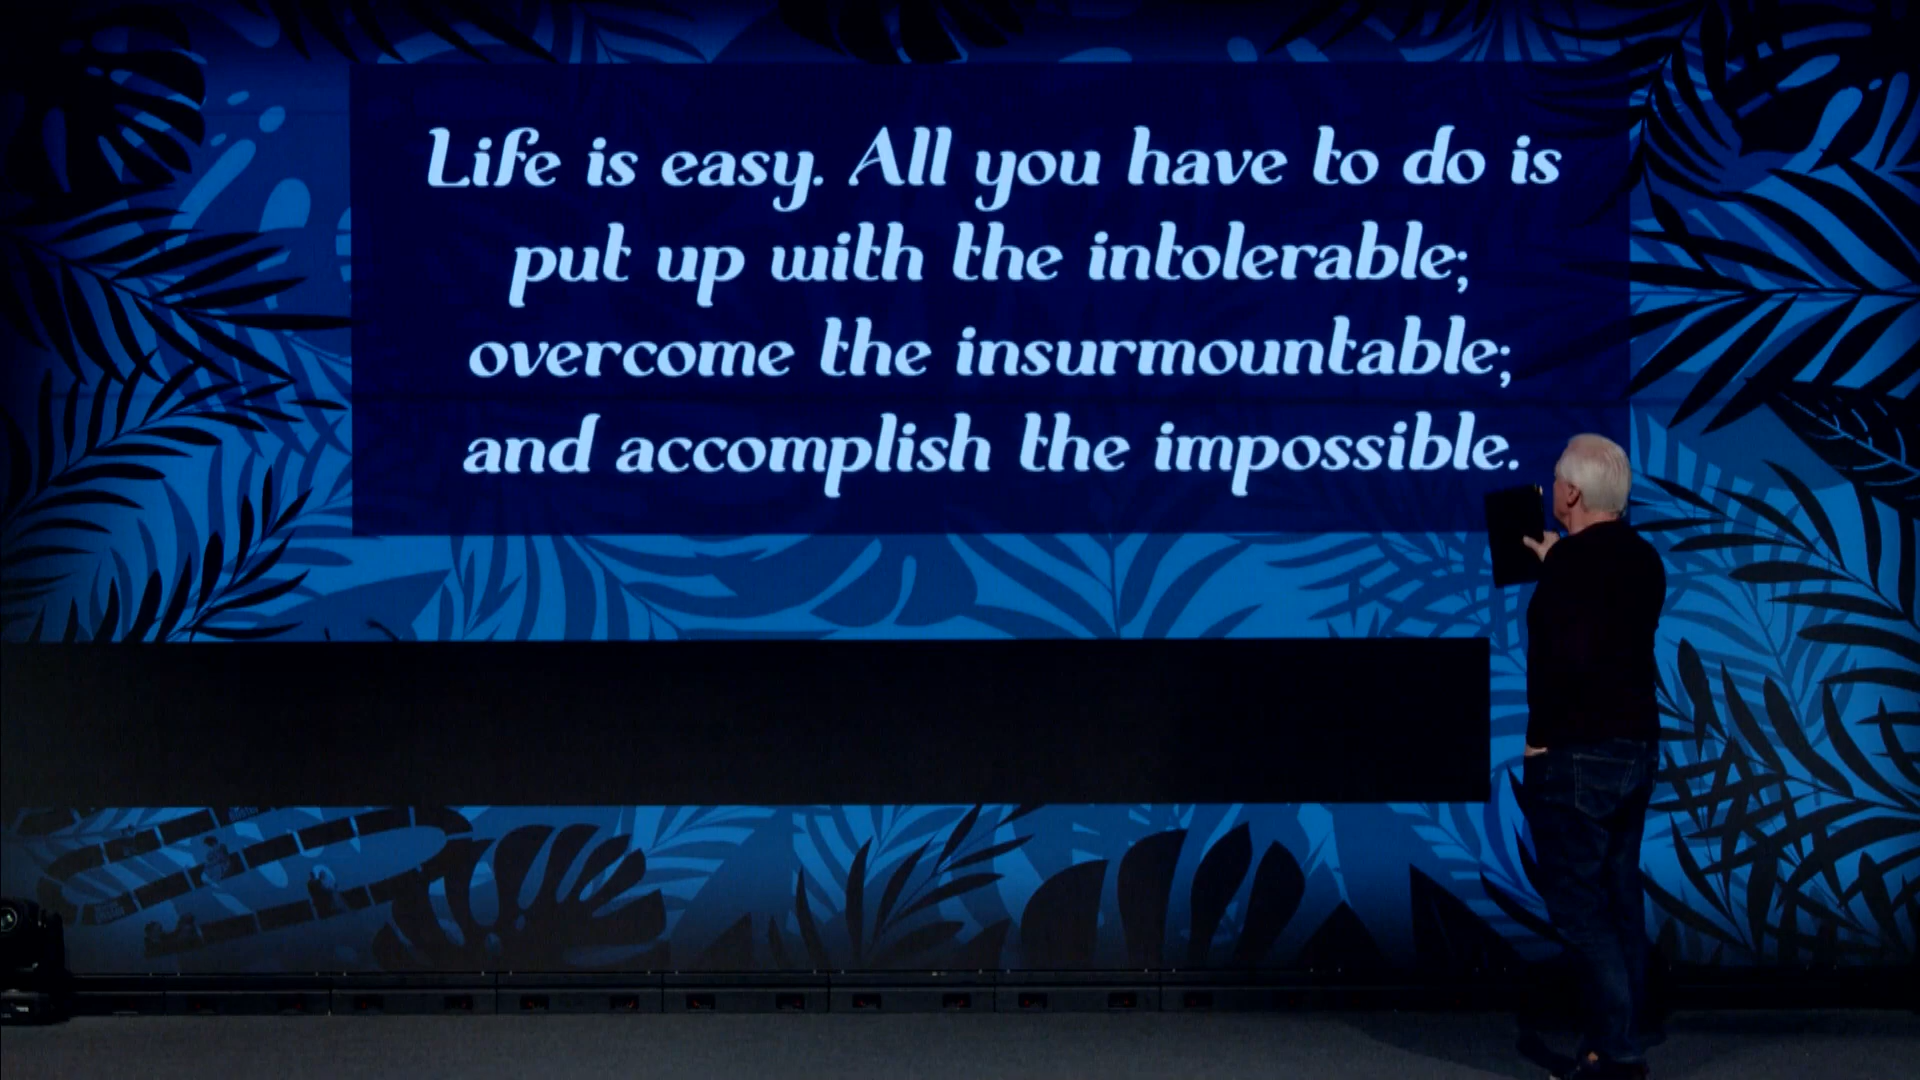 Life is easy. All you have to do is
put up with the intolerable;
overcome the insurmountable;
and accomplish the impossible.